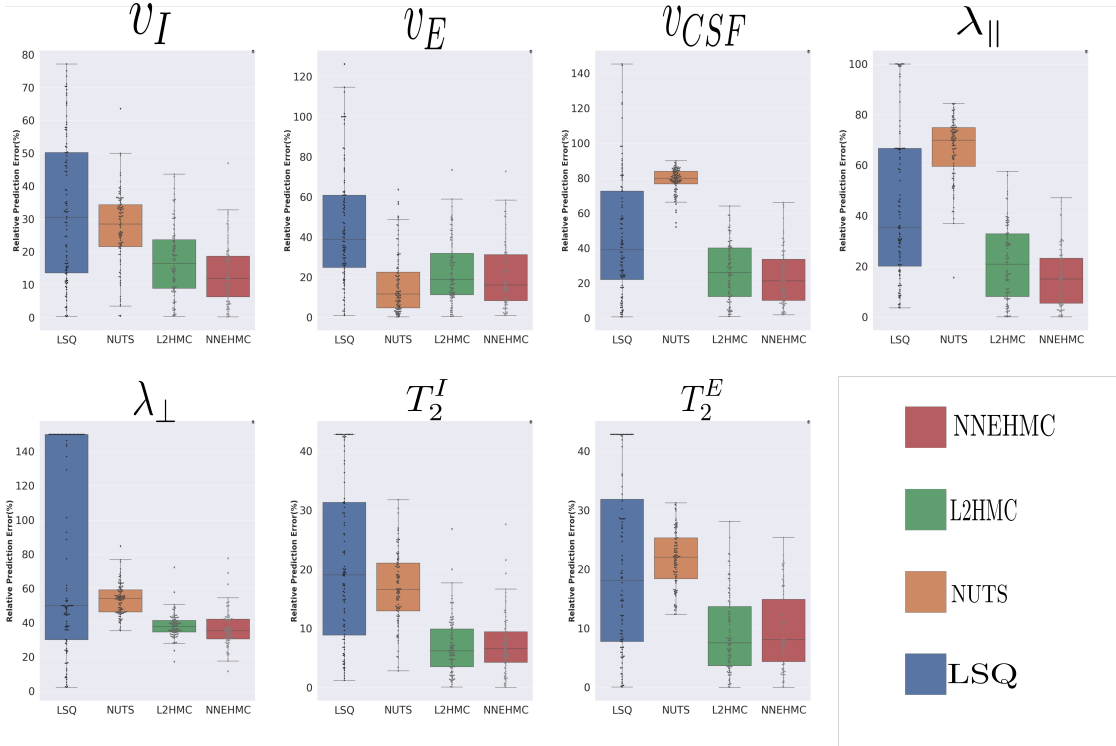 υ_I υ_E υ_CSF λ_∥
Relative Prediction Error(%)
80
70
60
50
40
30
20
10
0
LSQ NUTS L2HMC NNEHMC
Relative Prediction Error(%)
120
100
80
60
40
20
0
LSQ NUTS L2HMC NNEHMC
Relative Prediction Error(%)
140
120
100
80
60
40
20
0
LSQ NUTS L2HMC NNEHMC
Relative Prediction Error(%)
100
80
60
40
20
0
LSQ NUTS L2HMC NNEHMC
λ_⊥ T_2^I T_2^E
Relative Prediction Error(%)
140
120
100
80
60
40
20
0
LSQ NUTS L2HMC NNEHMC
Relative Prediction Error(%)
40
30
20
10
0
LSQ NUTS L2HMC NNEHMC
Relative Prediction Error(%)
40
30
20
10
0
LSQ NUTS L2HMC NNEHMC
NNEHMC
L2HMC
NUTS
LSQ